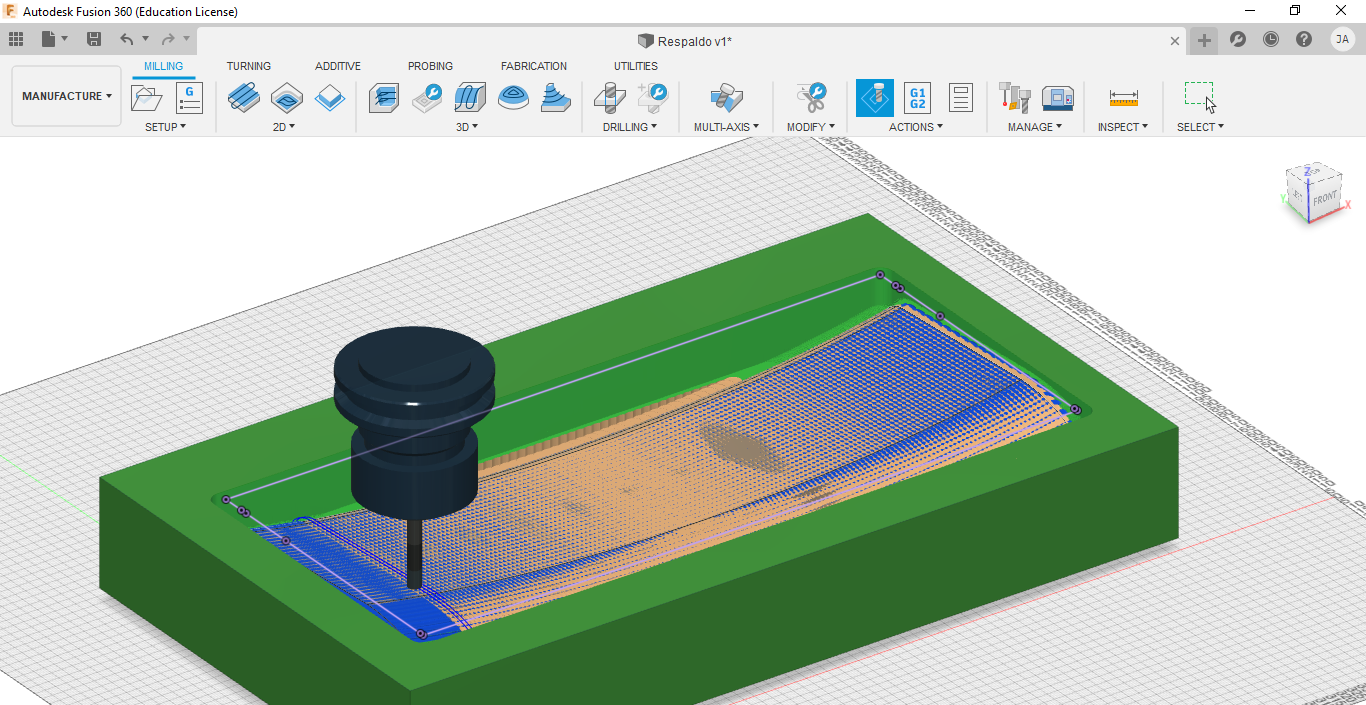 Autodesk Fusion 360 (Education License)
Respaldo v1*
JA
MILLING TURNING ADDITIVE PROBING FABRICATION UTILITIES
MANUFACTURE
G
G1
G2
SETUP 2D 3D DRILLING MULTI-AXIS MODIFY ACTIONS MANAGE INSPECT SELECT
Z
Y
FRONT
X